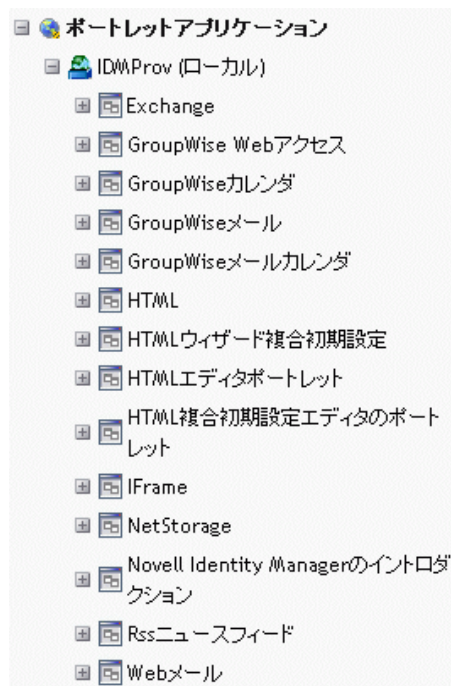 ポートレットアプリケーション
IDMProv (ローカル)
Exchange
GroupWise Webアクセス
GroupWiseカレンダ
GroupWiseメール
GroupWiseメールカレンダ
HTML
HTMLウィザード複合初期設定
HTMLエディタポートレット
HTML複合初期設定エディタのポート
レット
IFrame
NetStorage
Novell Identity Managerのイントロダ
クション
Rssニュースフィード
Webメール